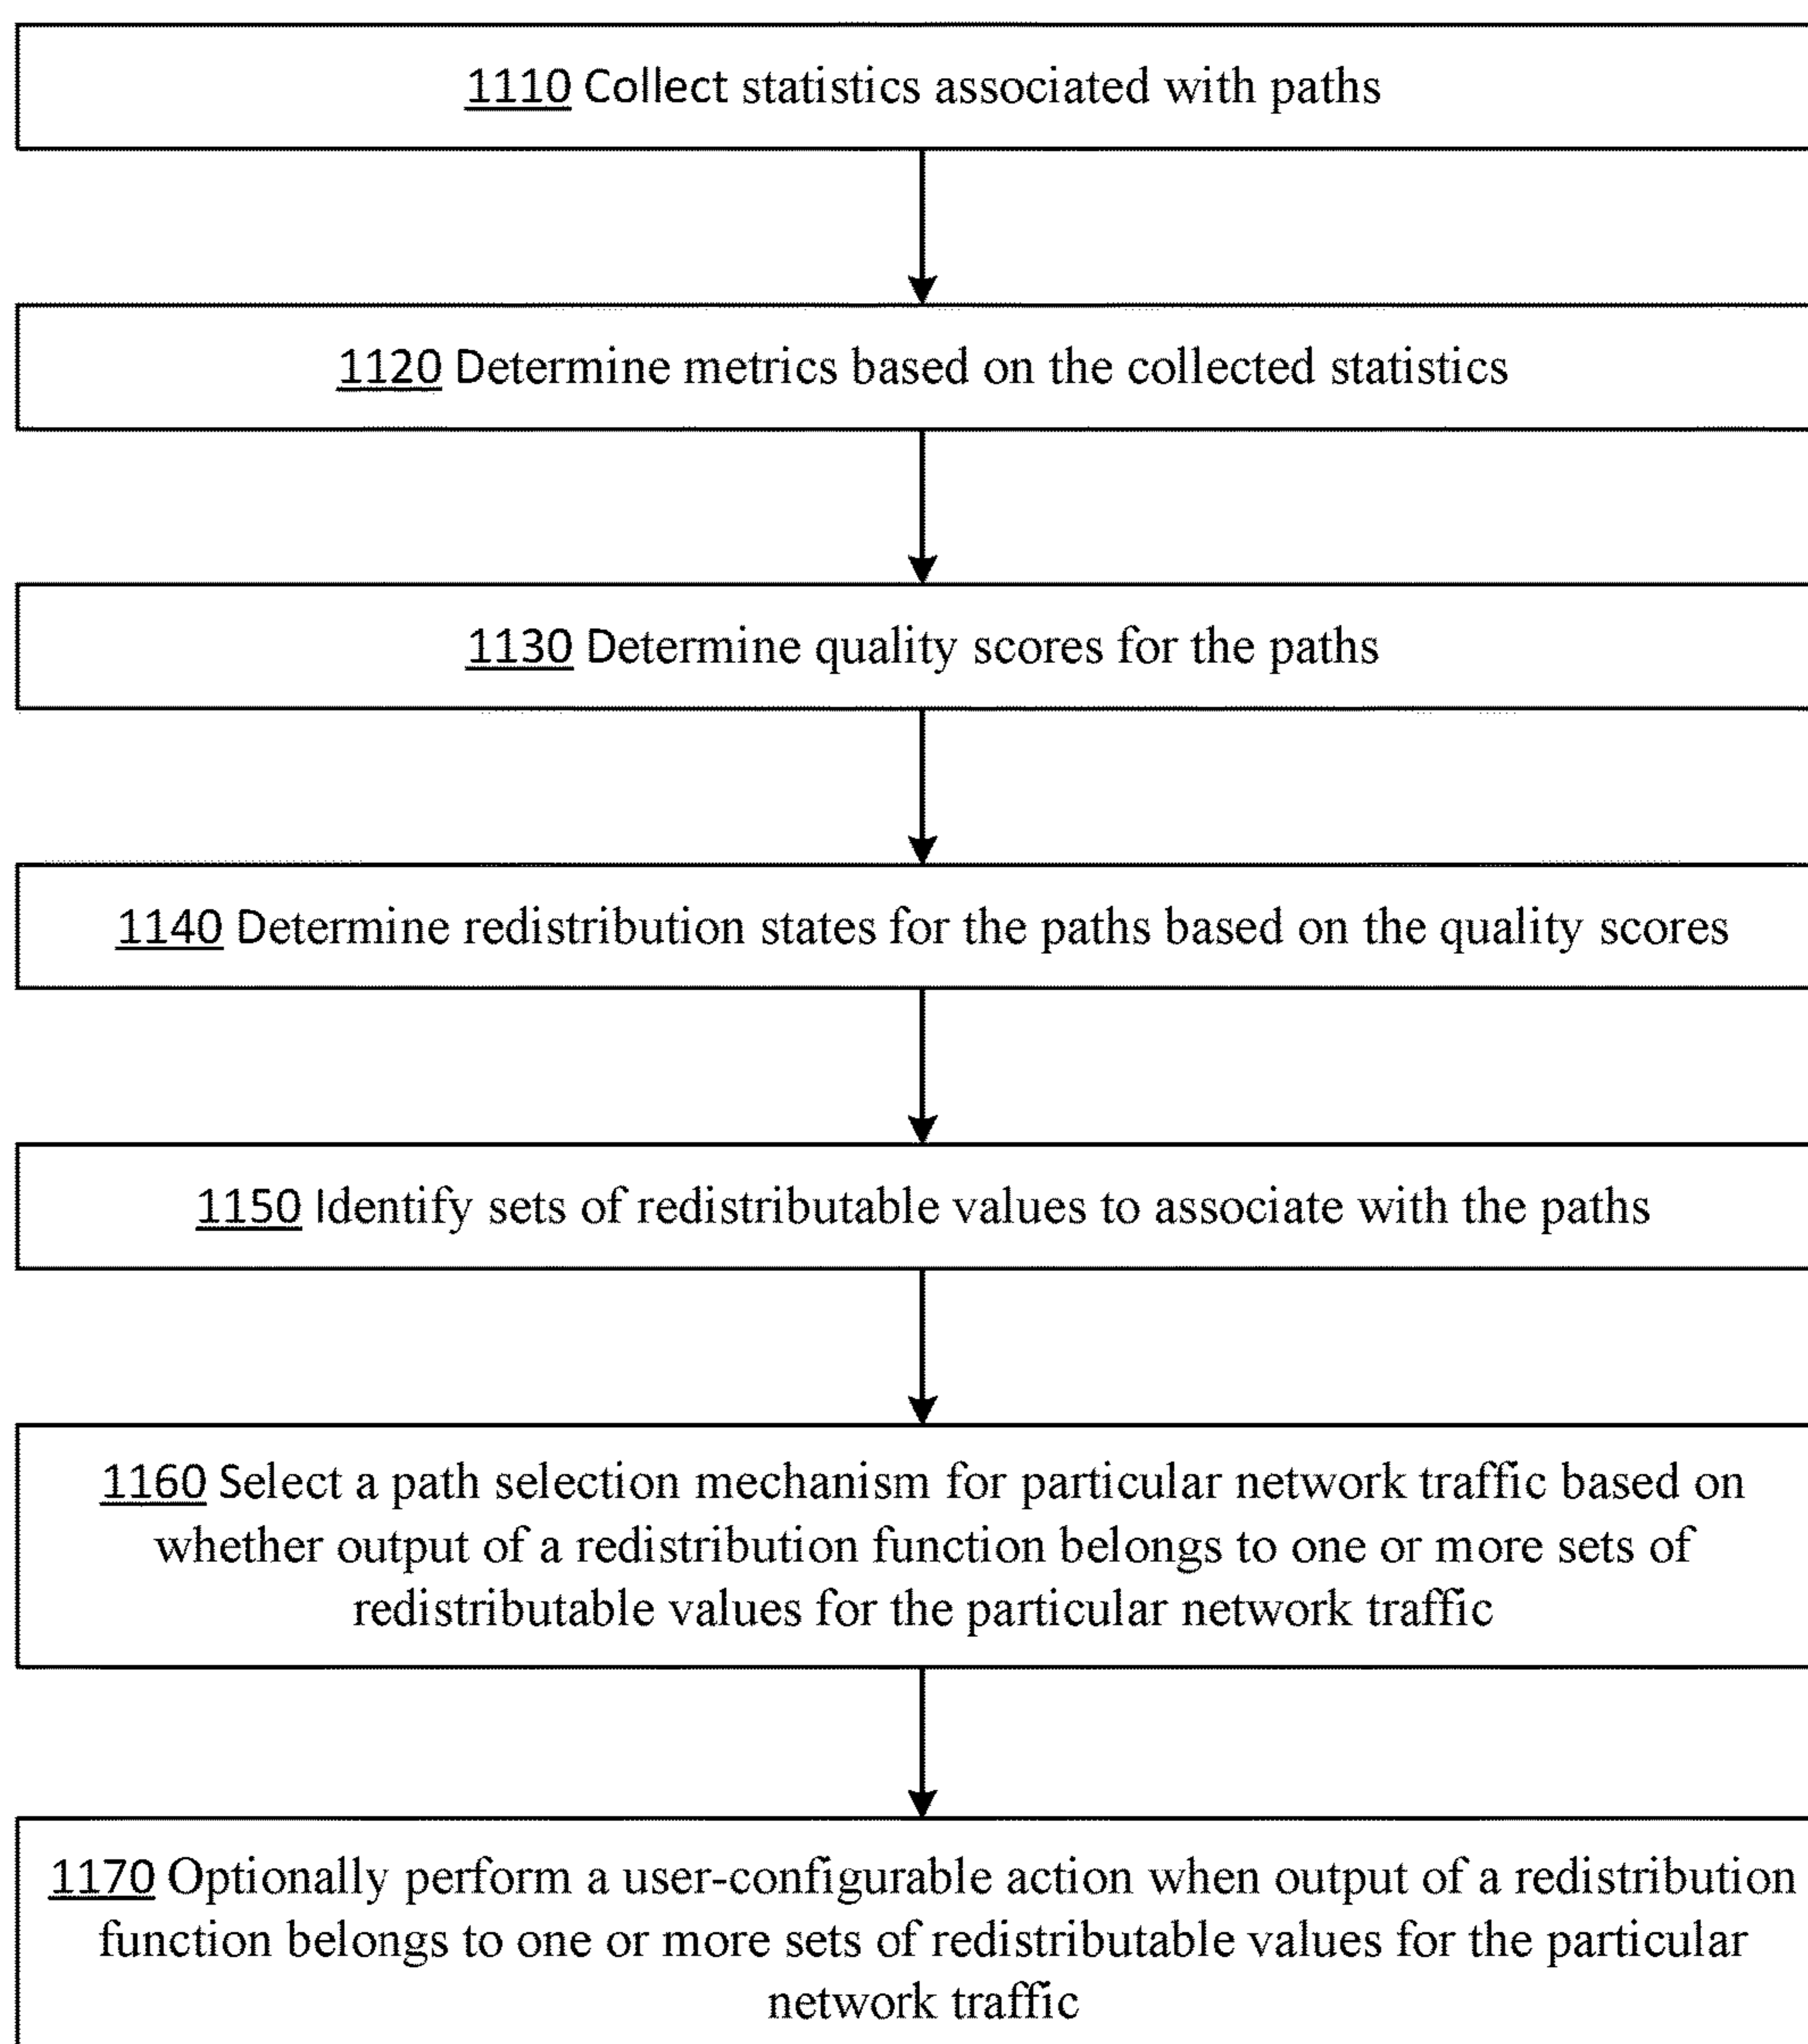 1110 Collect statistics associated with paths
1120 Determine metrics based on the collected statistics
1130 Determine quality scores for the paths
1140 Determine redistribution states for the paths based on the quality scores
1150 Identify sets of redistributable values to associate with the paths
1160 Select a path selection mechanism for particular network traffic based on
whether output of a redistribution function belongs to one or more sets of
redistributable values for the particular network traffic
1170 Optionally perform a user-configurable action when output of a redistribution
function belongs to one or more sets of redistributable values for the particular
network traffic